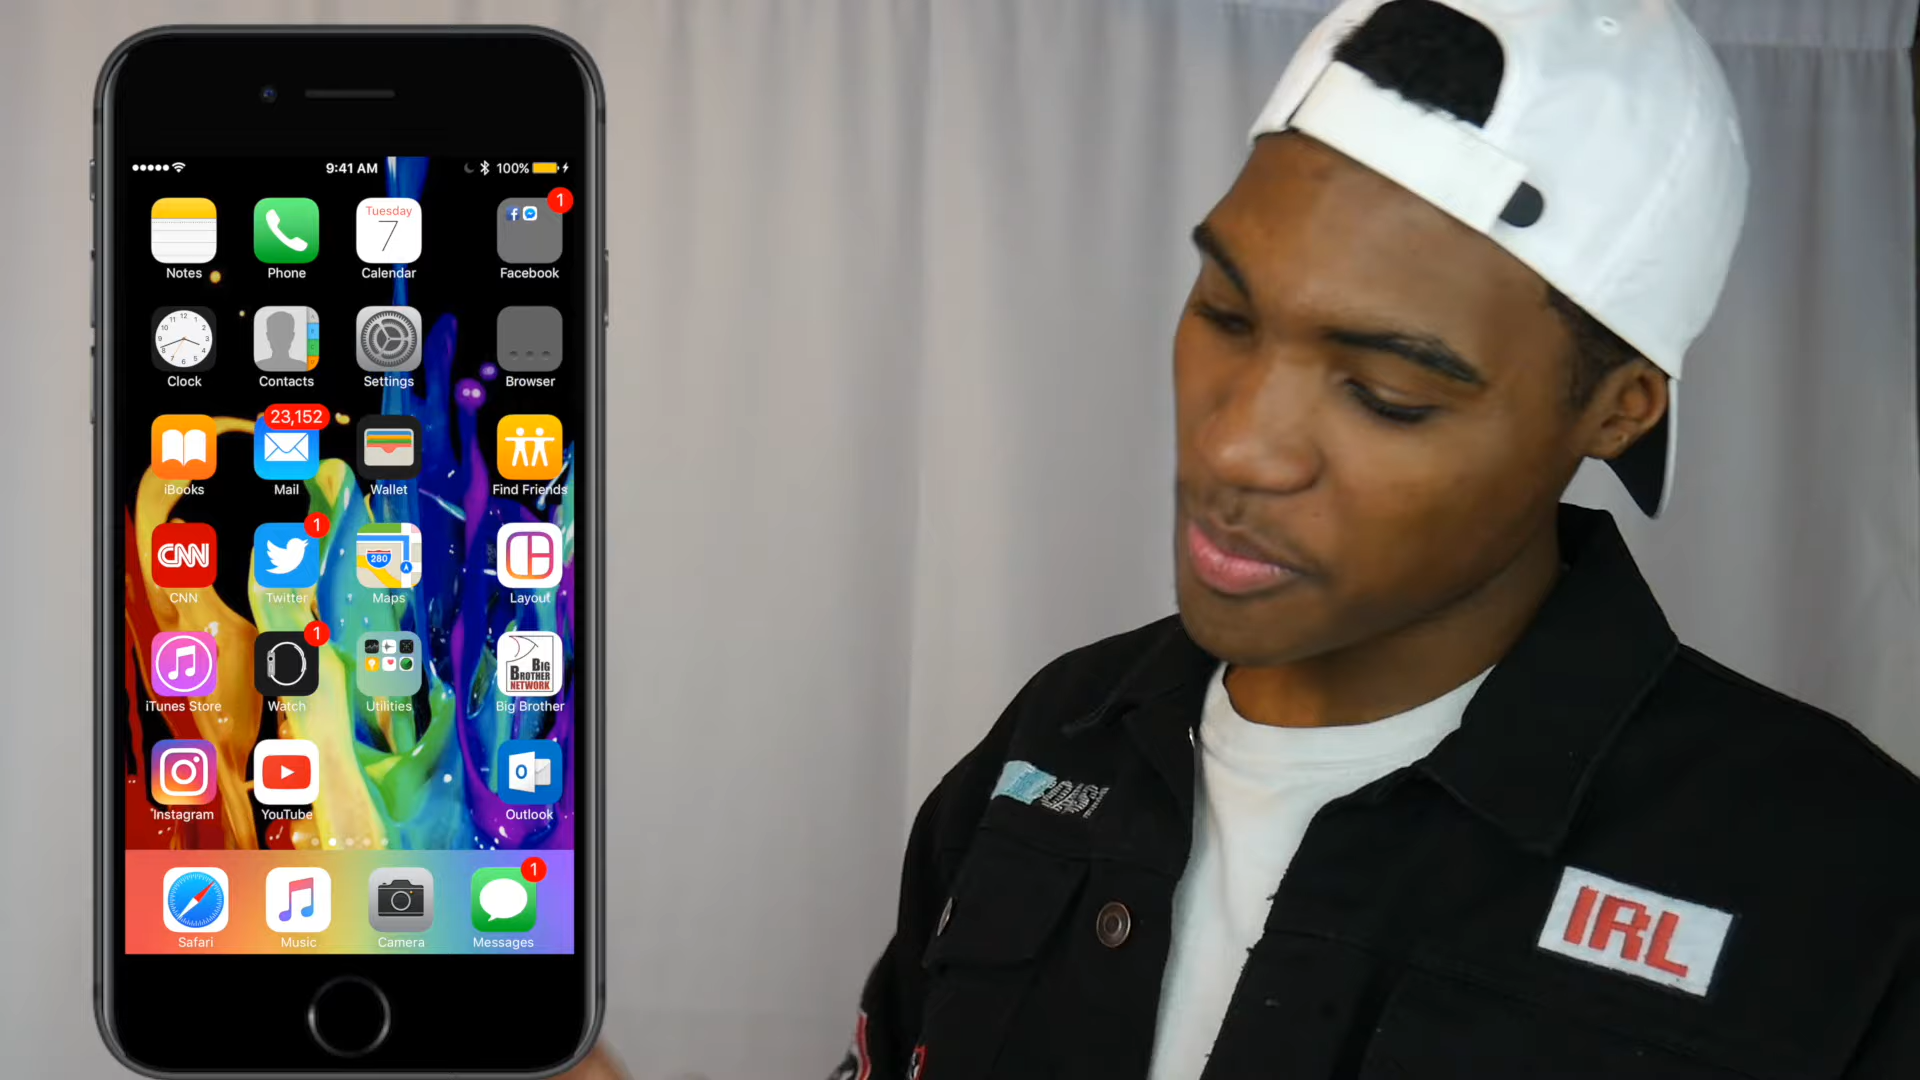 9:41 AM
100%
Tuesday
7
1
Notes
Phone
Calendar
Facebook
Clock
Contacts
Settings
Browser
23,152
iBooks
Mail
Wallet
Find Friends
CNN
1
280
CNN
Twitter
Maps
Layout
1
BIG
BROTHER
NETWORK
iTunes Store
Watch
Utilities
Big Brother
O
Instagram
YouTube
Outlook
1
Safari
Music
Camera
Messages
IRL